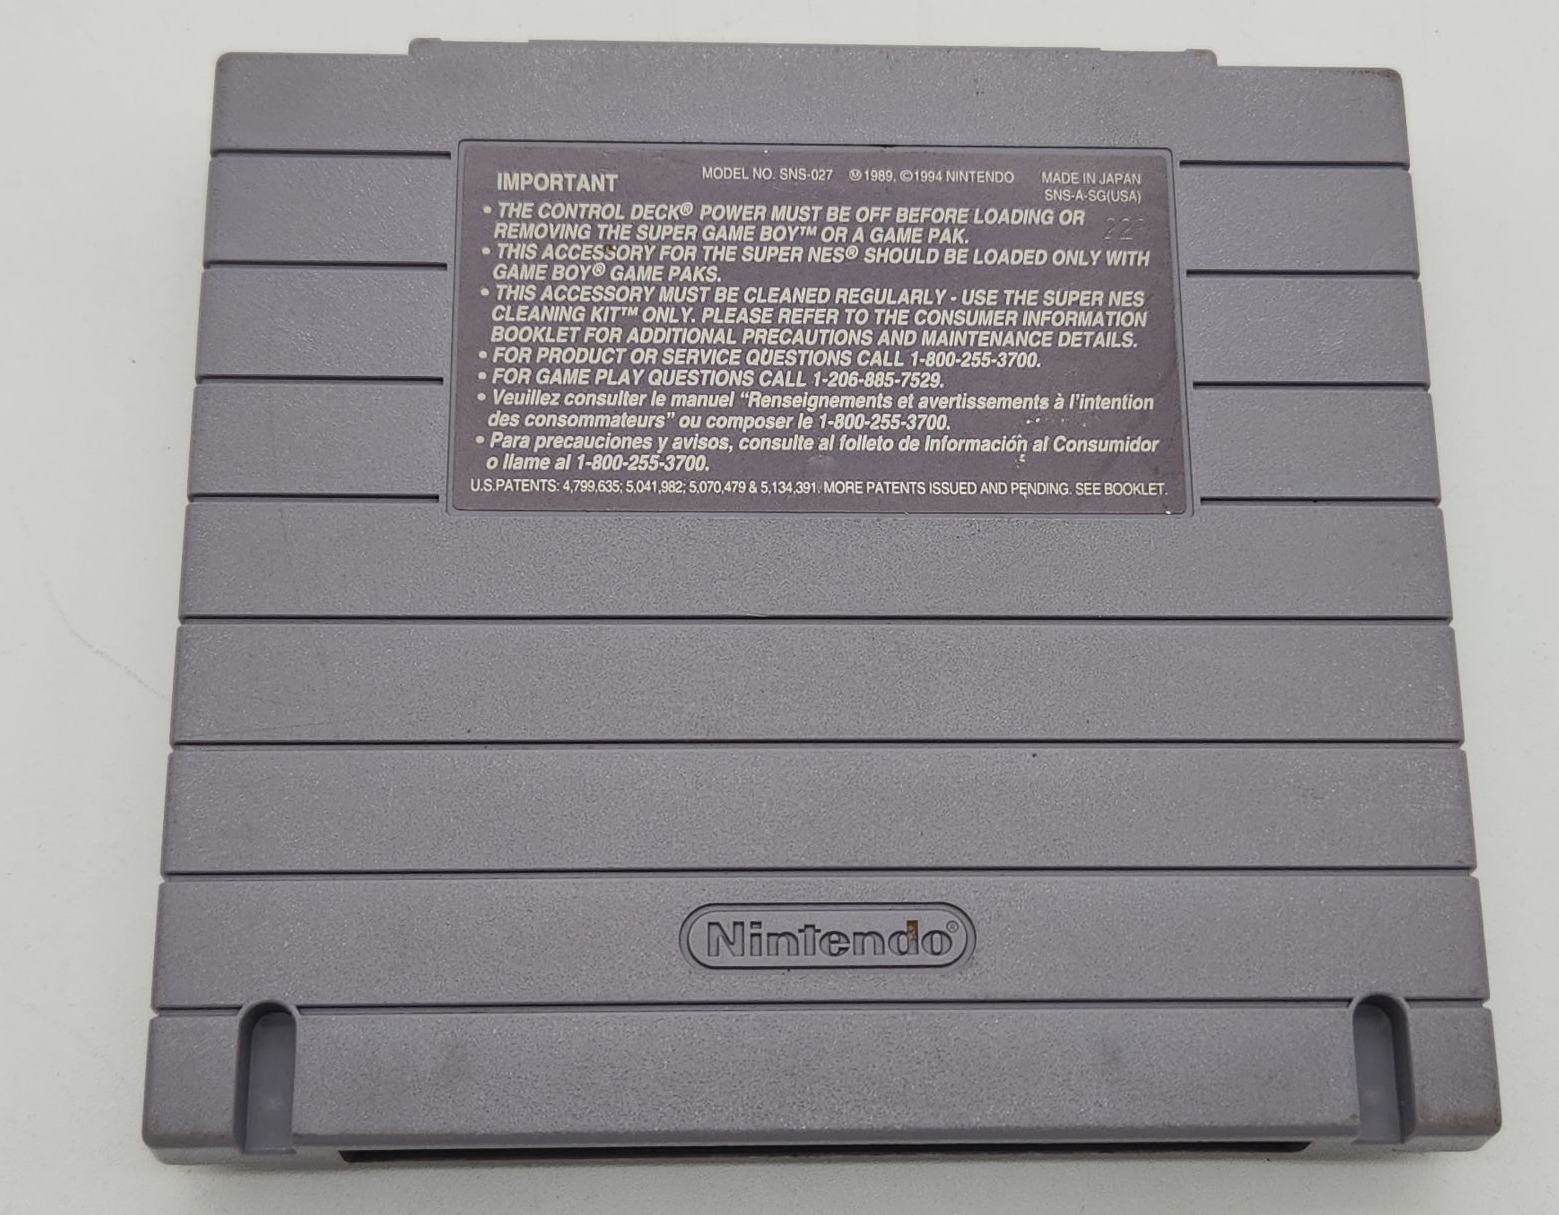 IMPORTANT MODEL NO. SNS-027 Ⓜ1989, ©1994 NINTENDO MADE IN JAPAN
SNS-A-SG(USA)
• THE CONTROL DECK® POWER MUST BE OFF BEFORE LOADING OR
REMOVING THE SUPER GAME BOY™ OR A GAME PAK.
• THIS ACCESSORY FOR THE SUPER NES® SHOULD BE LOADED ONLY WITH
GAME BOY® GAME PAKS.
• THIS ACCESSORY MUST BE CLEANED REGULARLY - USE THE SUPER NES
CLEANING KIT™ ONLY. PLEASE REFER TO THE CONSUMER INFORMATION
BOOKLET FOR ADDITIONAL PRECAUTIONS AND MAINTENANCE DETAILS.
• FOR PRODUCT OR SERVICE QUESTIONS CALL 1-800-255-3700.
• FOR GAME PLAY QUESTIONS CALL 1-206-885-7529.
• Veuillez consulter le manuel “Renseignements et avertissements à l'intention
des consommateurs” ou composer le 1-800-255-3700.
• Para precauciones y avisos, consulte al folleto de Información al Consumidor
o llame al 1-800-255-3700.
U.S.PATENTS: 4,799,635; 5,041,982; 5,070,479 & 5,134,391. MORE PATENTS ISSUED AND PENDING. SEE BOOKLET.
Nintendo®